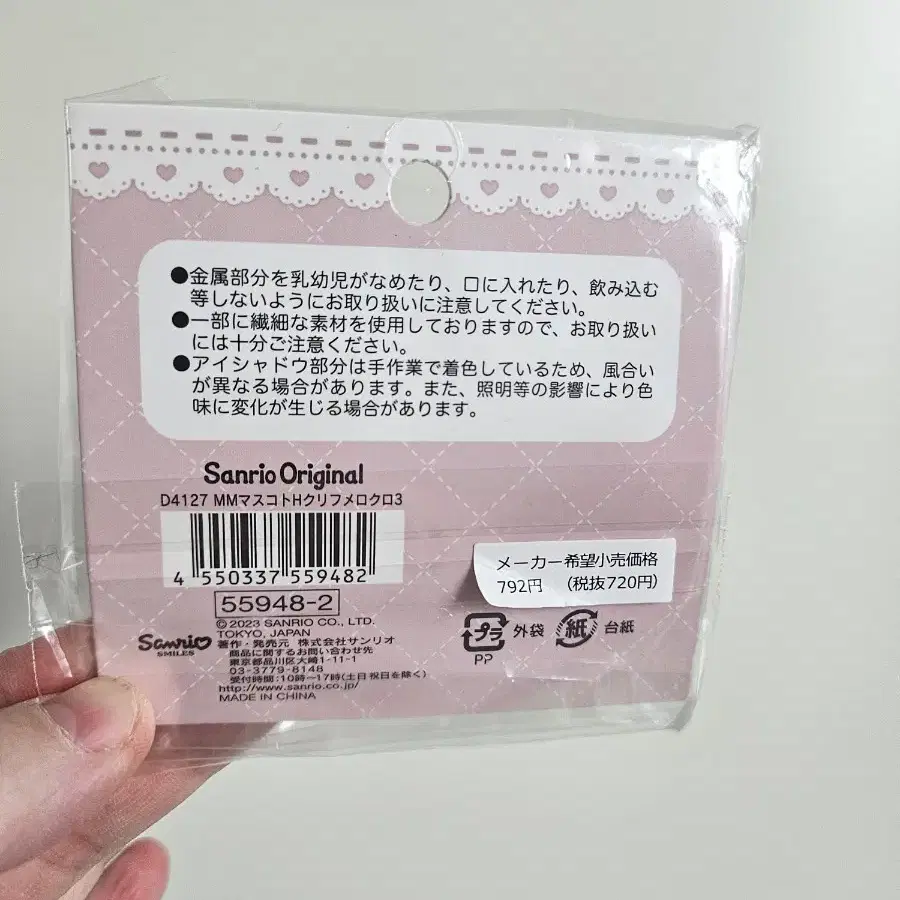 ●金属部分を乳幼児がなめたり、口に入れたり、飲み込む
等しないようにお取り扱いに注意してください。
●一部に繊細な素材を使用しておりますので、お取り扱い
には十分ご注意ください。
●アイシャドウ部分は手作業で着色しているため、風合い
が異なる場合があります。また、照明等の影響により色
味に変化が生じる場合があります。
Sanrio Original
D4127 MMマスコトHクリフメロクロ3
4 550337 559482
55948-2
メーカー希望小売価格
792円 (税抜720円)
© 2023 SANRIO CO., LTD.
TOKYO, JAPAN
著作・発売元 株式会社サンリオ
商品に関するお問い合わせ先
東京都品川区大崎1-11-1
03-3779-8148
受付時間:10時〜17時(土日祝日を除く)
http://www.sanrio.co.jp/
MADE IN CHINA
Sanrio
SMILES
プラ 外袋
PP
紙 台紙